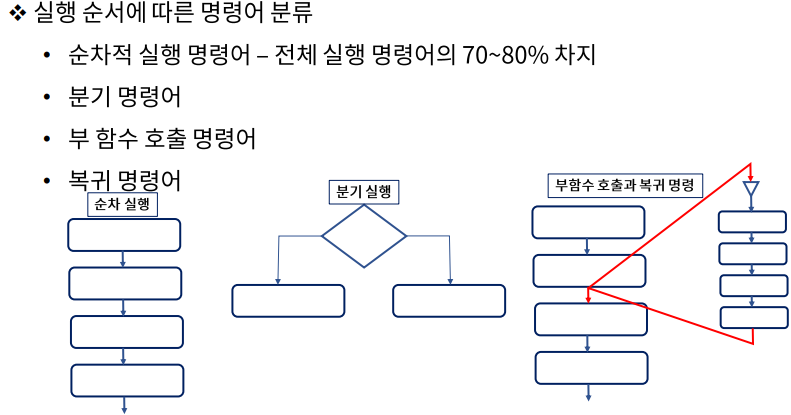 ❖ 실행 순서에 따른 명령어 분류
• 순차적 실행 명령어 – 전체 실행 명령어의 70~80% 차지
• 분기 명령어
• 부 함수 호출 명령어
• 복귀 명령어
순차 실행
분기 실행
부함수 호출과 복귀 명령